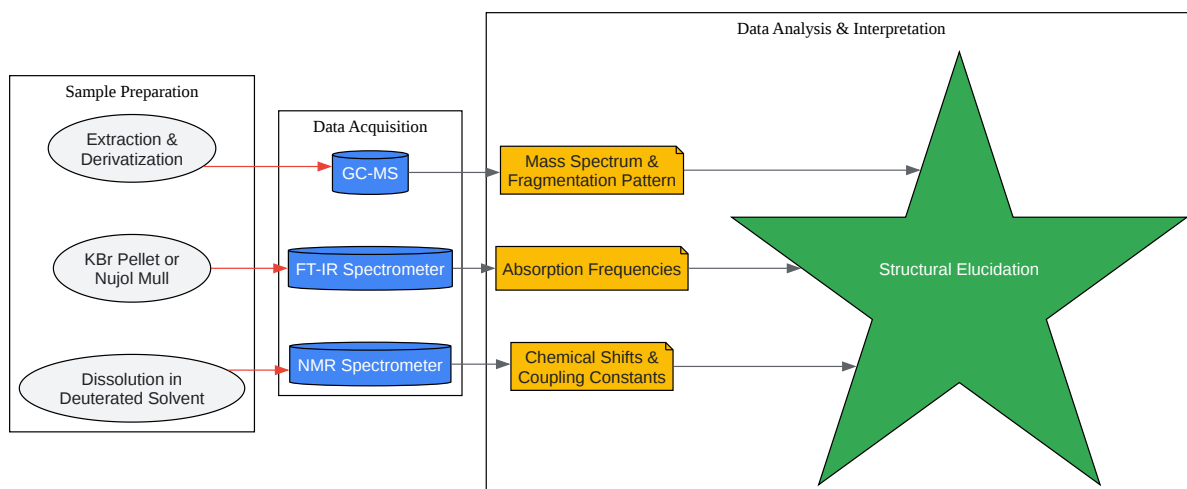 Data Analysis & Interpretation
Sample Preparation
Data Acquisition
Extraction &
Derivatization
GC-MS
Mass Spectrum &
Fragmentation Pattern
KBr Pellet or
Nujol Mull
FT-IR Spectrometer
Absorption Frequencies
Structural Elucidation
Dissolution in
Deuterated Solvent
NMR Spectrometer
Chemical Shifts &
Coupling Constants